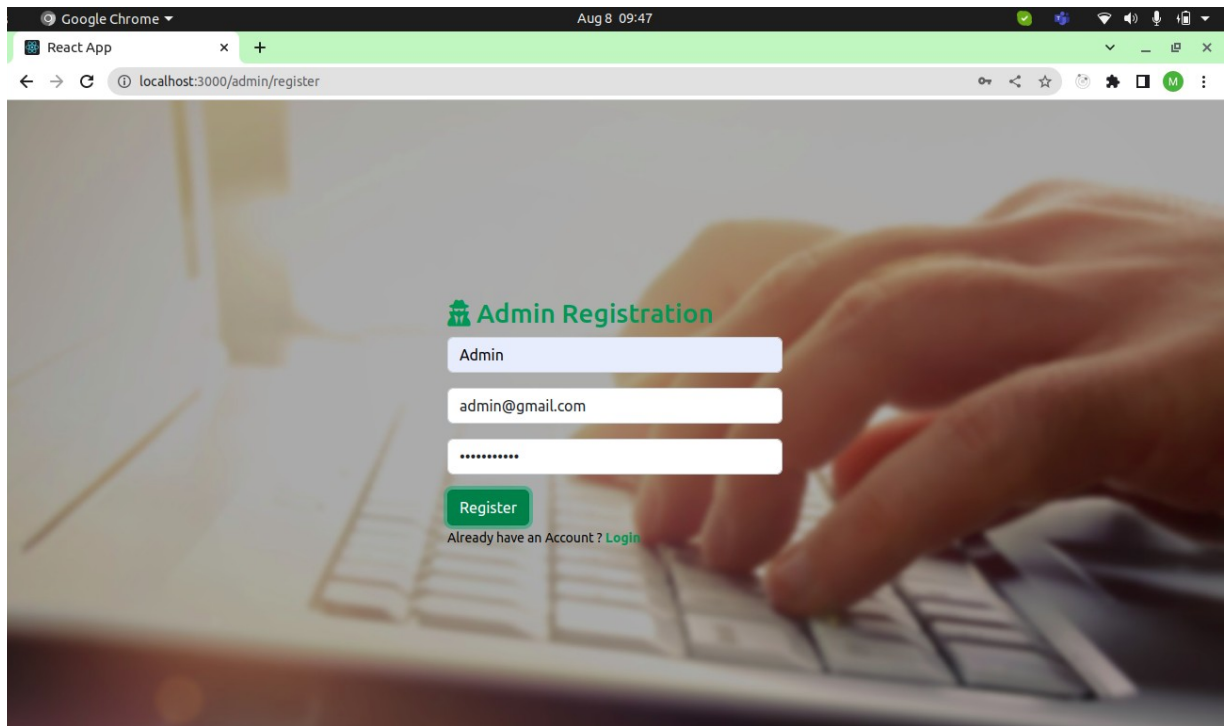 Google Chrome
Aug 8 09:47
React App
localhost:3000/admin/register
M
Admin Registration
Admin
admin@gmail.com
•••••••••••
Register
Already have an Account ? Login